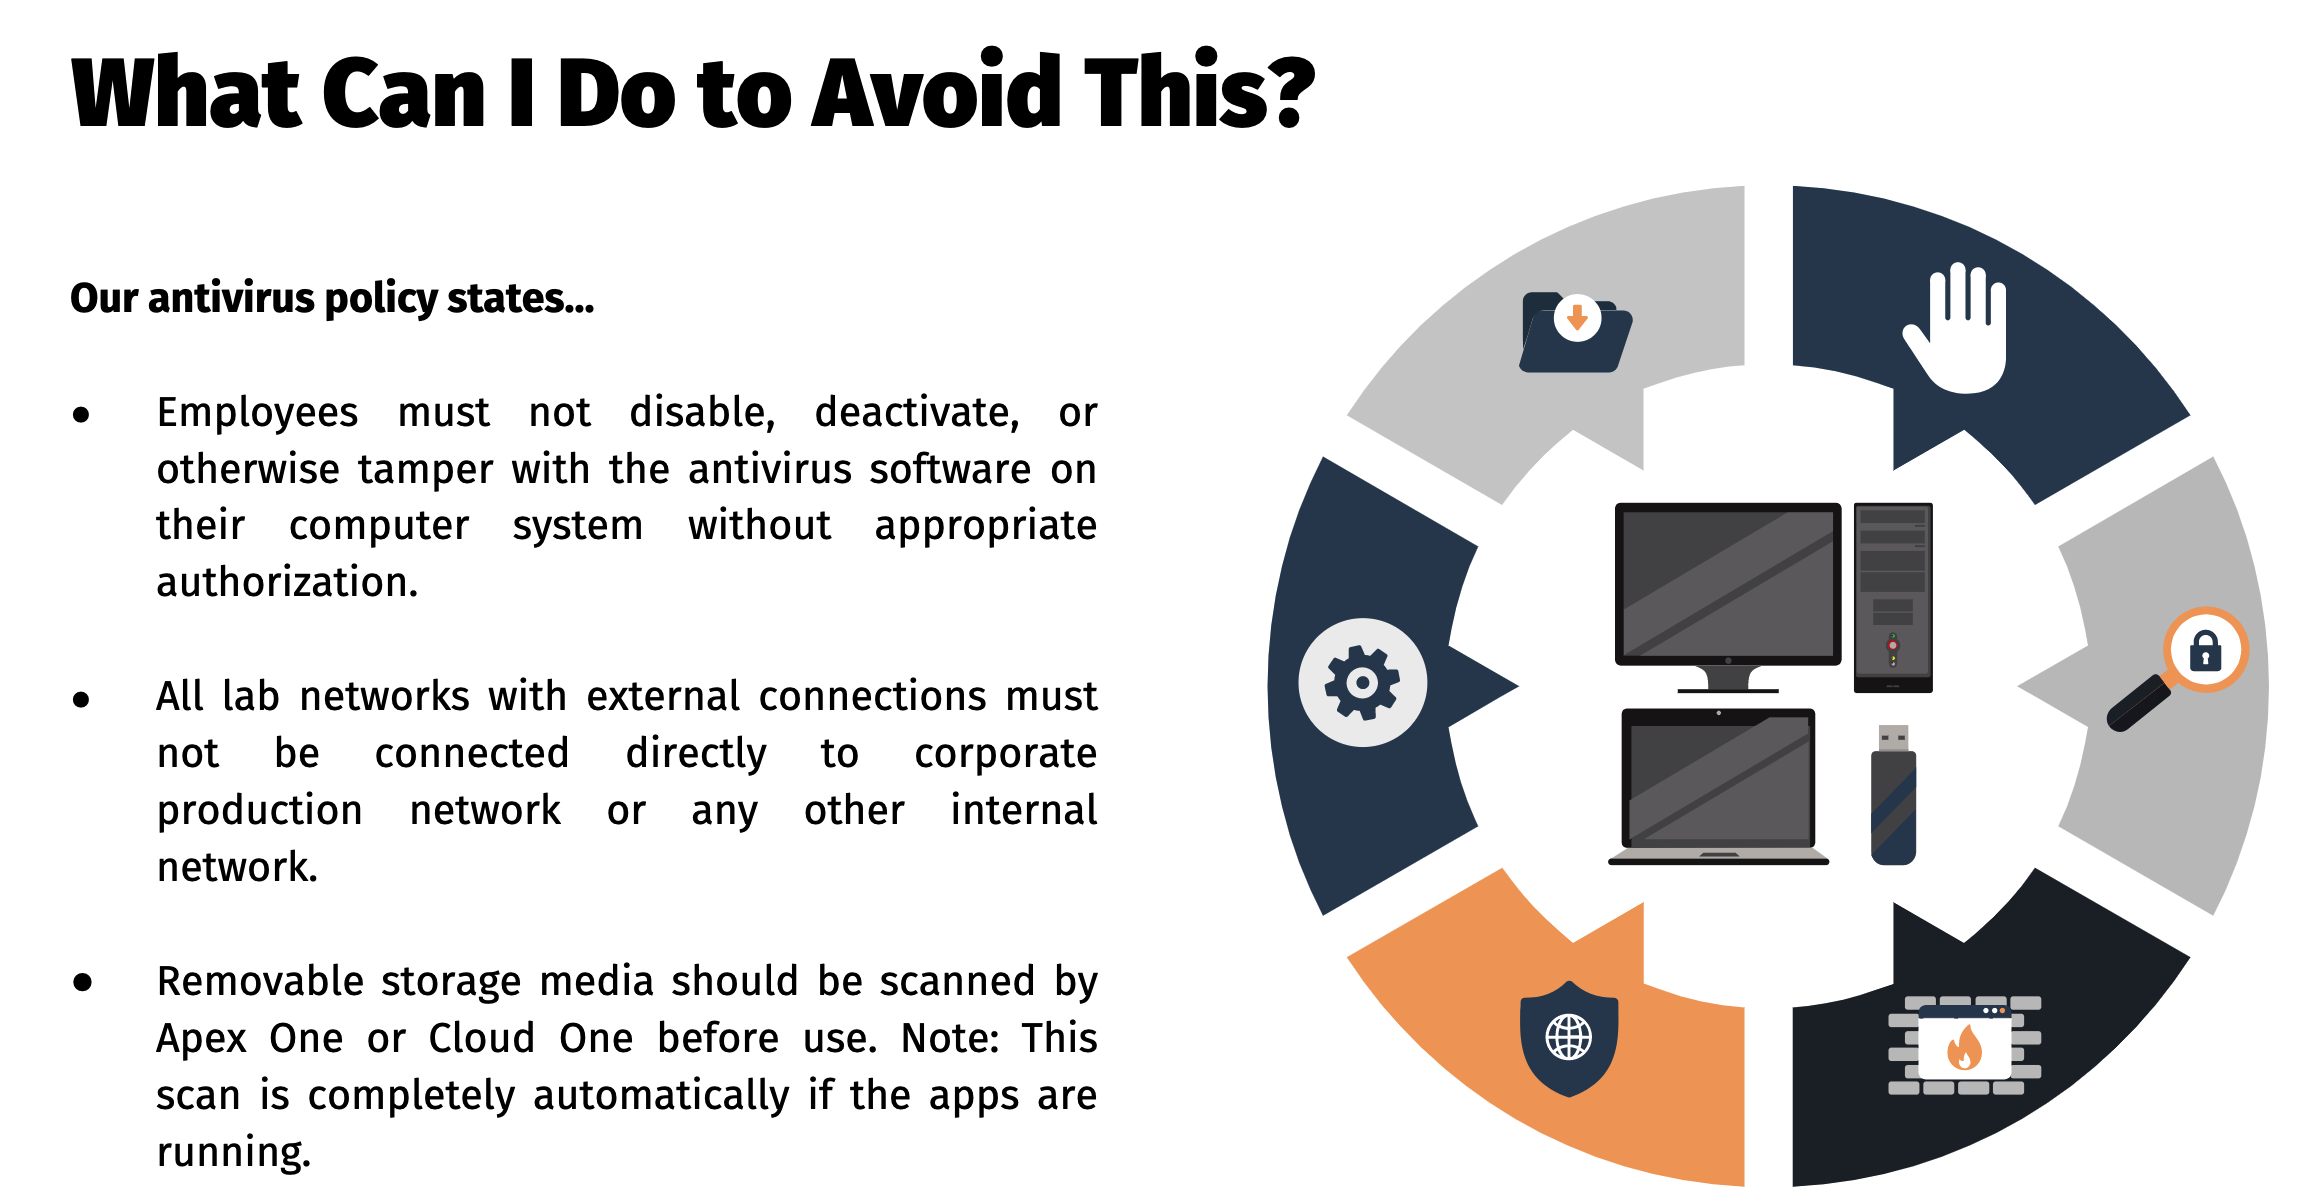 What Can I Do to Avoid This?
Our antivirus policy states...
● Employees must not disable, deactivate, or
otherwise tamper with the antivirus software on
their computer system without appropriate
authorization.
● All lab networks with external connections must
not be connected directly to corporate
production network or any other internal
network.
● Removable storage media should be scanned by
Apex One or Cloud One before use. Note: This
scan is completely automatically if the apps are
running.